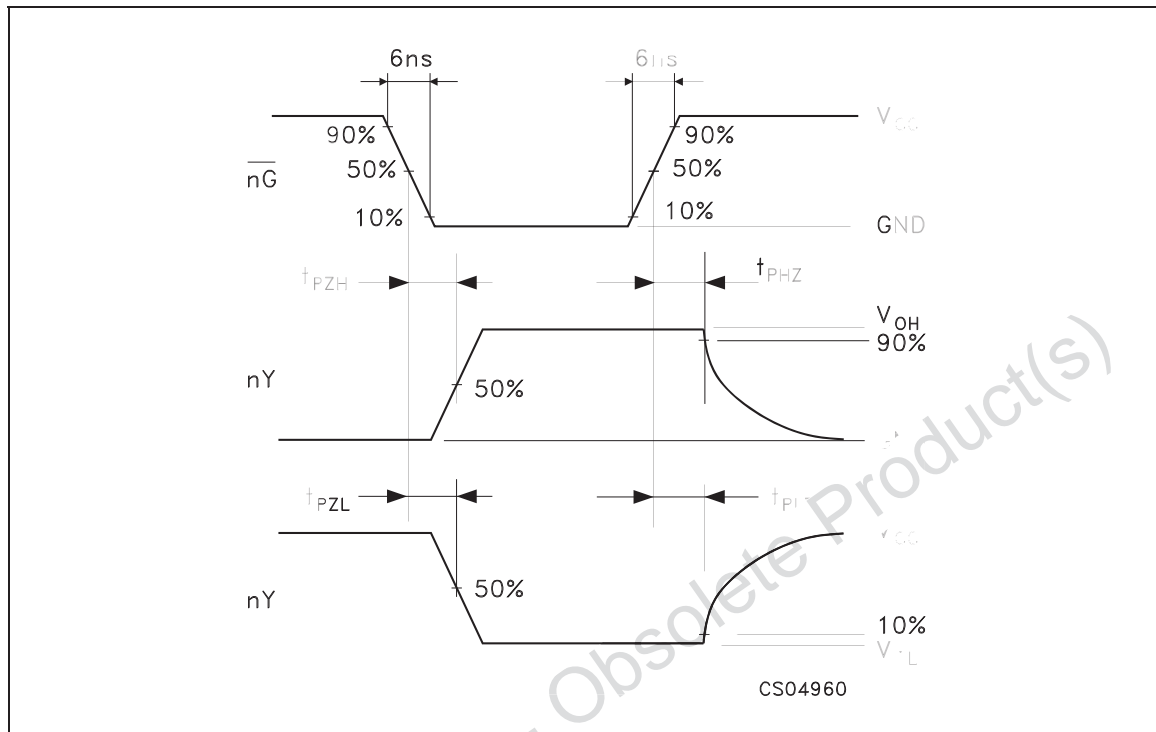 6ns 6ns
90% 90% V
nG 50% 50%
10% 10% GND
tPZH tPHZ
VOH
90%
nY 50%
tPZL
nY 50%
10%
CS04960
Obsolete Product(s)